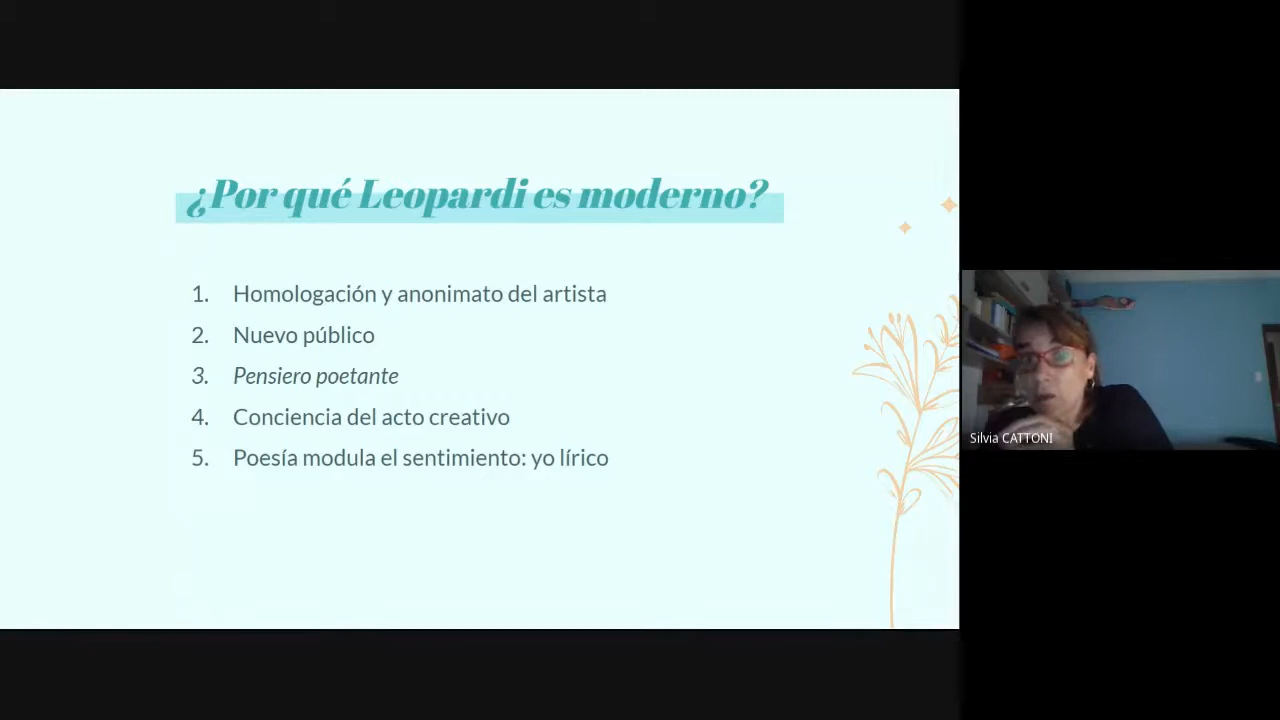 ¿Por qué Leopardi es moderno?
1. Homologación y anonimato del artista
2. Nuevo público
3. Pensiero poetante
4. Conciencia del acto creativo
5. Poesía modula el sentimiento: yo lírico
Silvia CATTONI